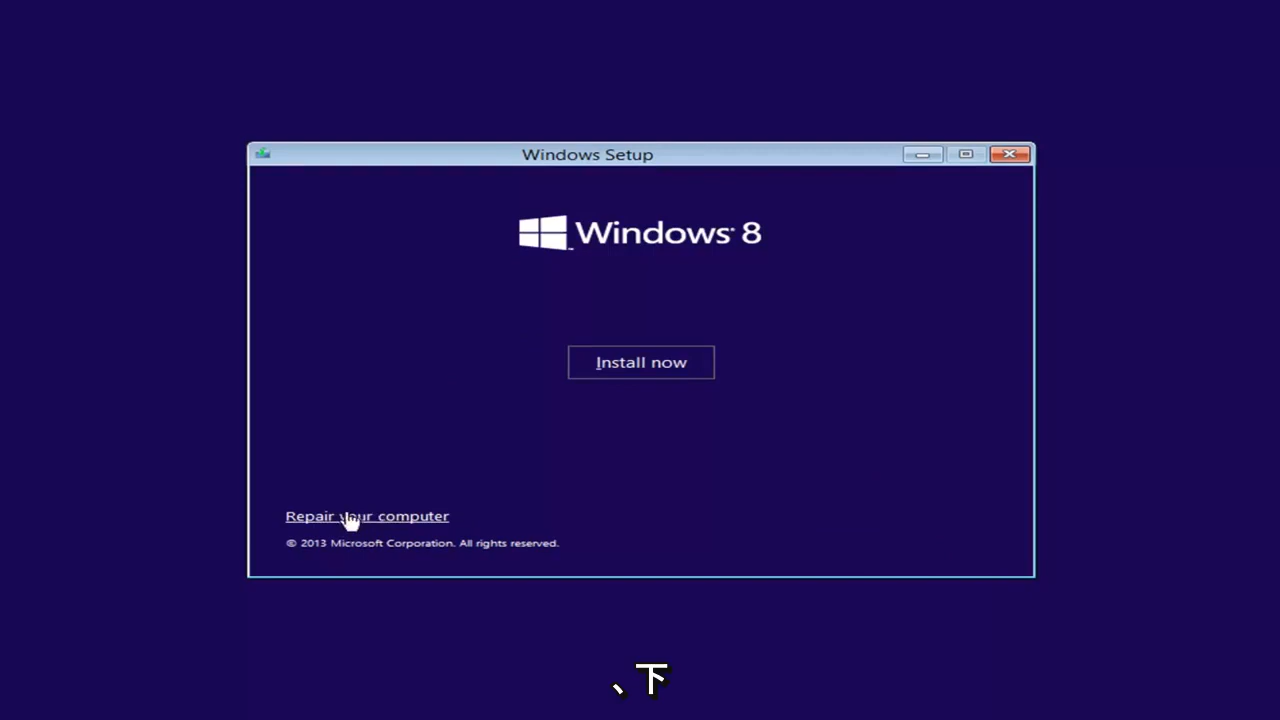 Windows Setup
Windows 8
Install now
Repair your computer
© 2013 Microsoft Corporation. All rights reserved.
、下